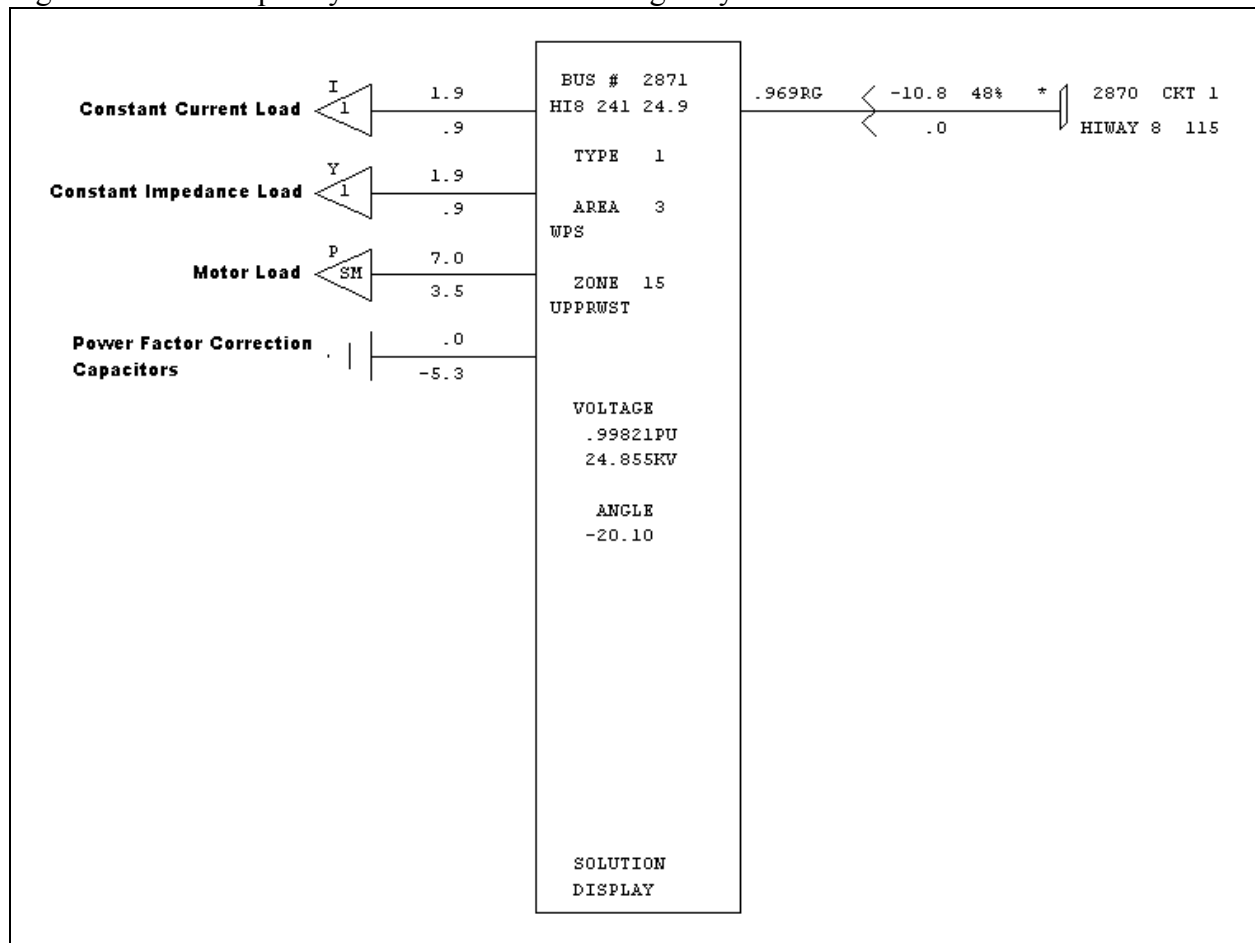 I
Constant Current Load
1
1.9
.9
Y
Constant Impedance Load
1
1.9
.9
P
Motor Load
SM
7.0
3.5
Power Factor Correction
Capacitors
.0
-5.3
BUS # 2871
HI8 241 24.9
TYPE 1
AREA 3
WPS
ZONE 15
UPPRWST
VOLTAGE
.99821PU
24.855KV
ANGLE
-20.10
SOLUTION
DISPLAY
.969RG
-10.8 48% *
.0
2870 CKT 1
HIWAY 8 115